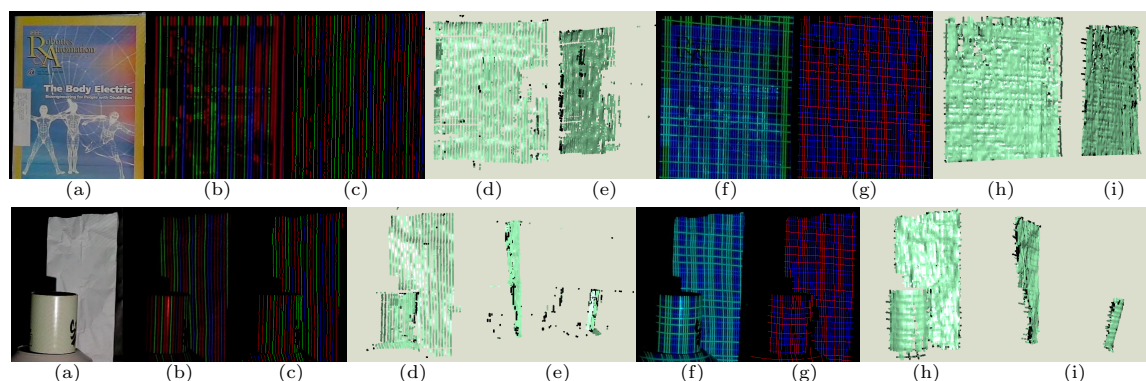 Robotics
Automation
The Body Electric
(a) (b) (c) (d) (e) (f) (g) (h) (i)
(a) (b) (c) (d) (e) (f) (g) (h) (i)